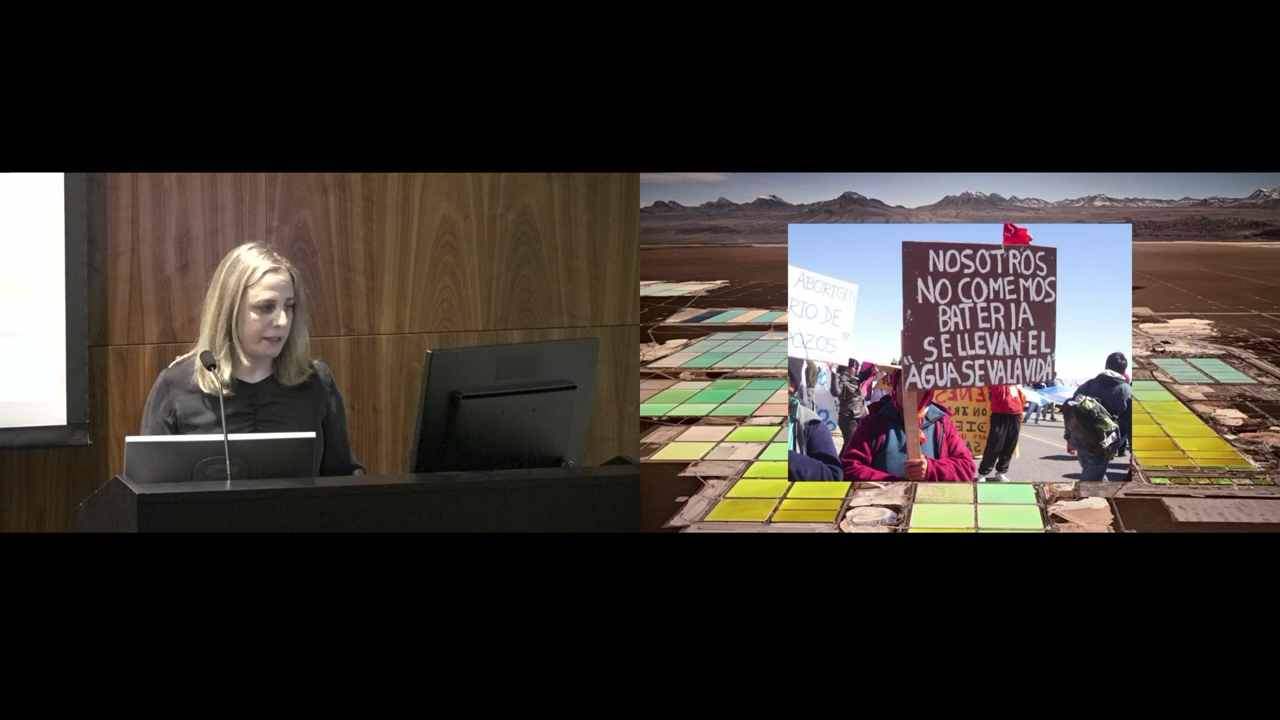 ABORIGEN
RIO DE
POZOS"
NOSOTROS
NO COMEMOS
BATERIA
SE LLEVAN EL
"AGUA SE VA LA VIDA"